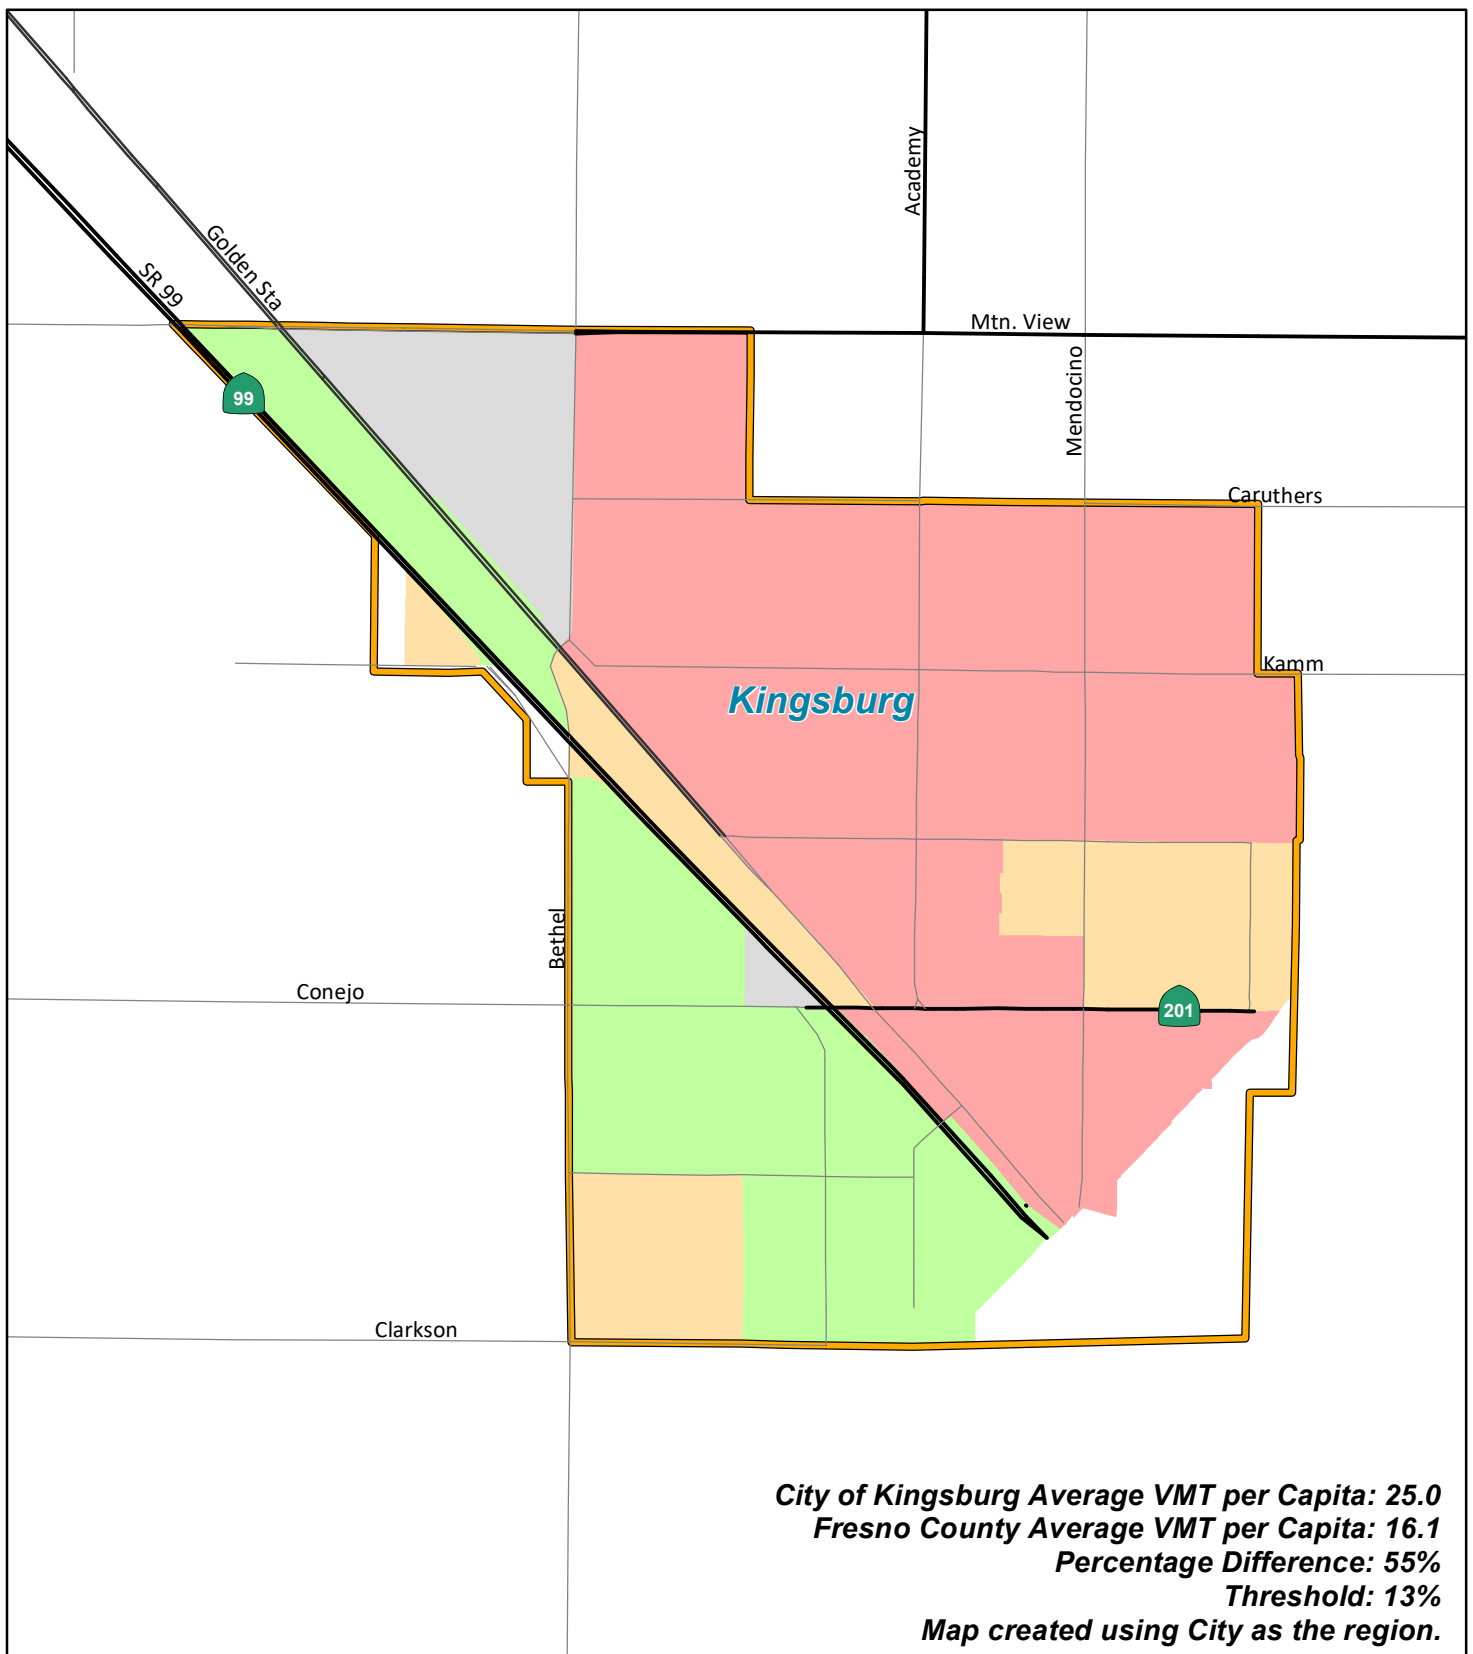 Academy
Golden Sta
SR 99
Mtn. View
Mendocino
99
Caruthers
Kamm
Kingsburg
Bethel
Conejo
201
Clarkson
City of Kingsburg Average VMT per Capita: 25.0
Fresno County Average VMT per Capita: 16.1
Percentage Difference: 55%
Threshold: 13%
Map created using City as the region.